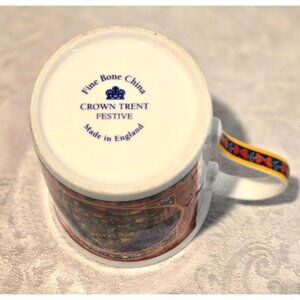 Fine Bone China
CROWN TRENT
FESTIVE
Made in England